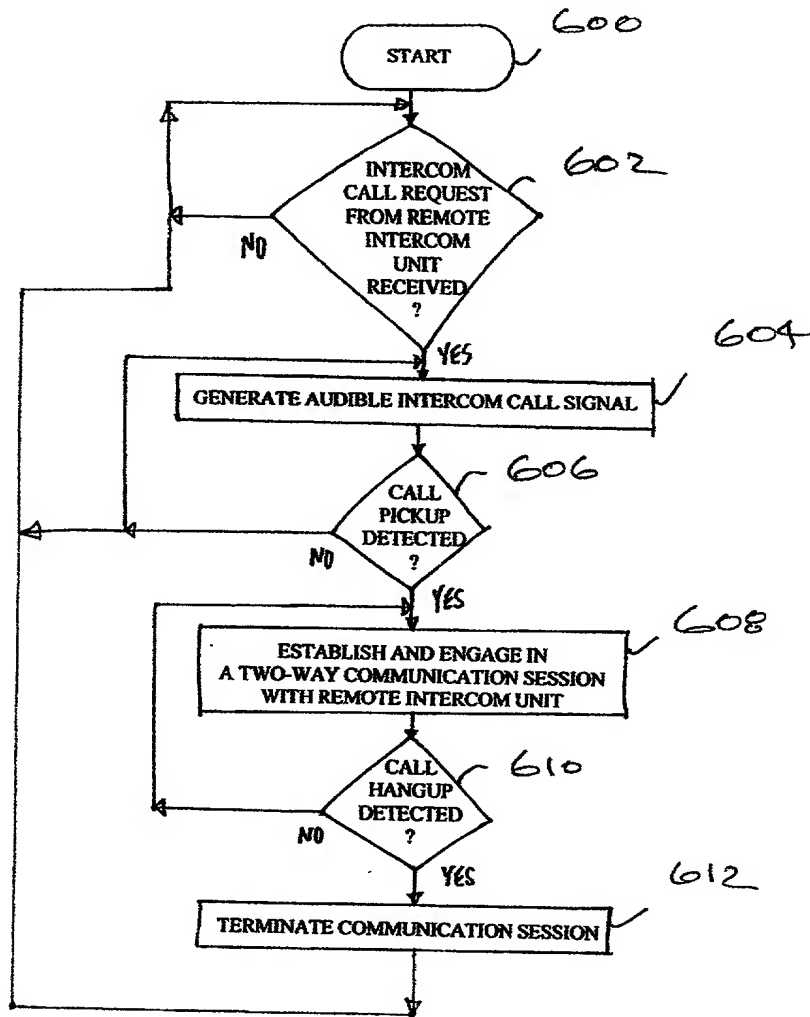 600
START
602
INTERCOM
CALL REQUEST
FROM REMOTE
INTERCOM
UNIT
RECEIVED
?
NO
YES
604
GENERATE AUDIBLE INTERCOM CALL SIGNAL
606
CALL
PICKUP
DETECTED
?
NO
YES
608
ESTABLISH AND ENGAGE IN
A TWO-WAY COMMUNICATION SESSION
WITH REMOTE INTERCOM UNIT
610
CALL
HANGUP
DETECTED
?
NO
YES
612
TERMINATE COMMUNICATION SESSION